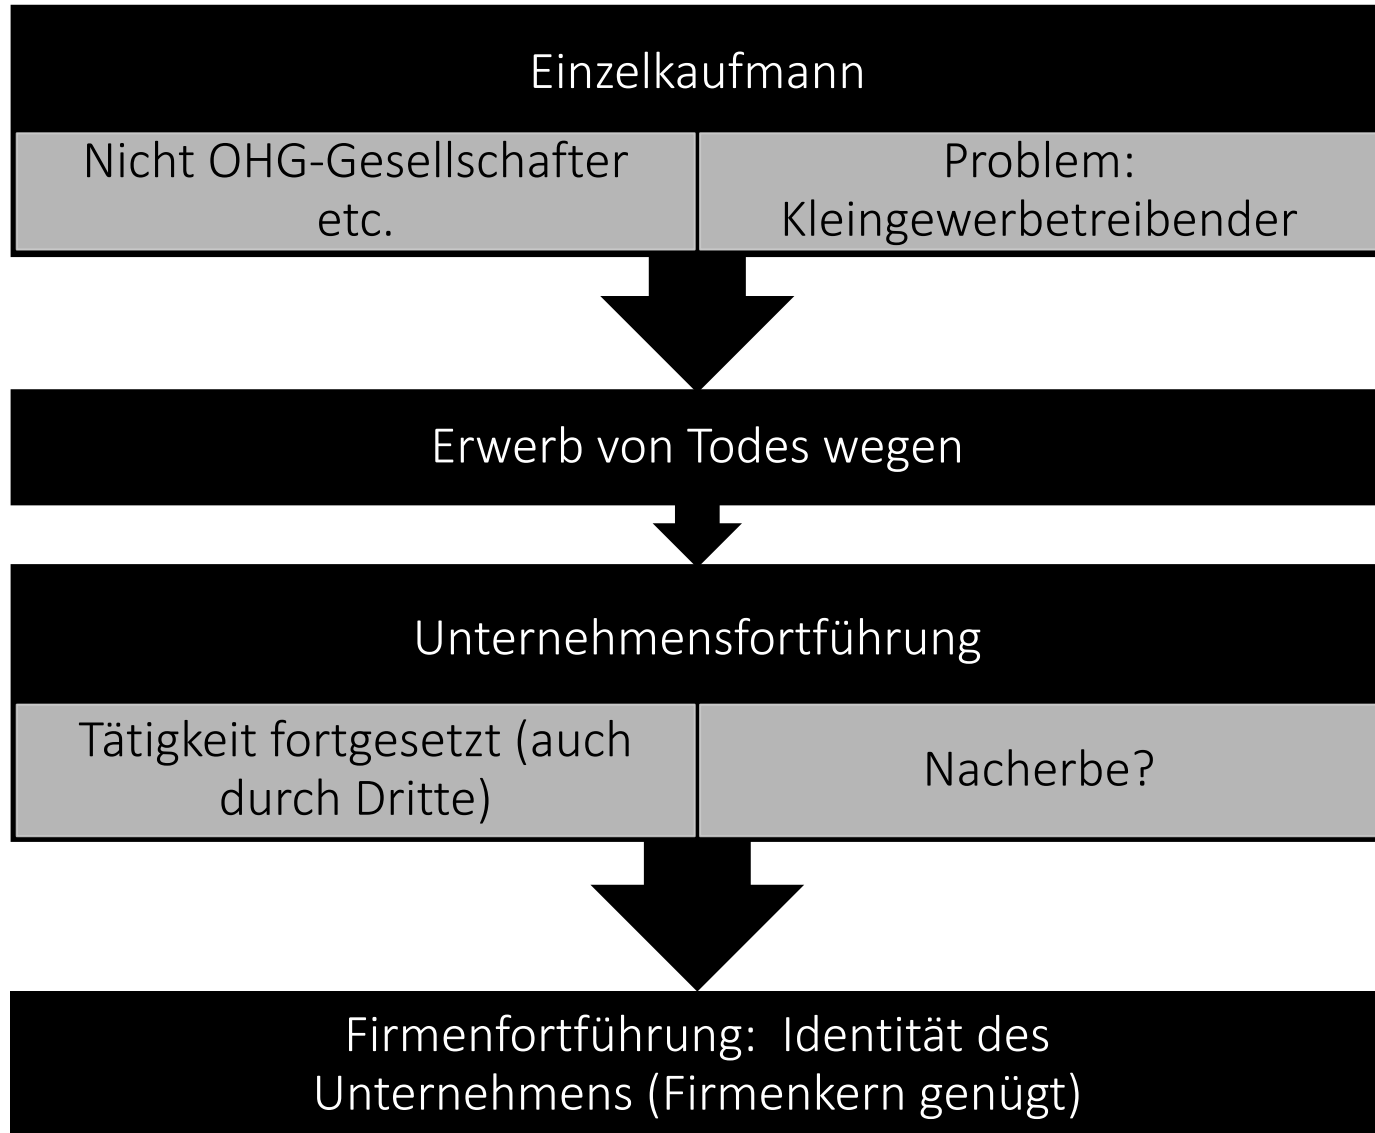 Einzelkaufmann
Nicht OHG-Gesellschafter
etc.
Problem:
Kleingewerbetreibender
Erwerb von Todes wegen
Unternehmensfortführung
Tätigkeit fortgesetzt (auch
durch Dritte)
Nacherbe?
Firmenfortführung:  Identität des
Unternehmens (Firmenkern genügt)